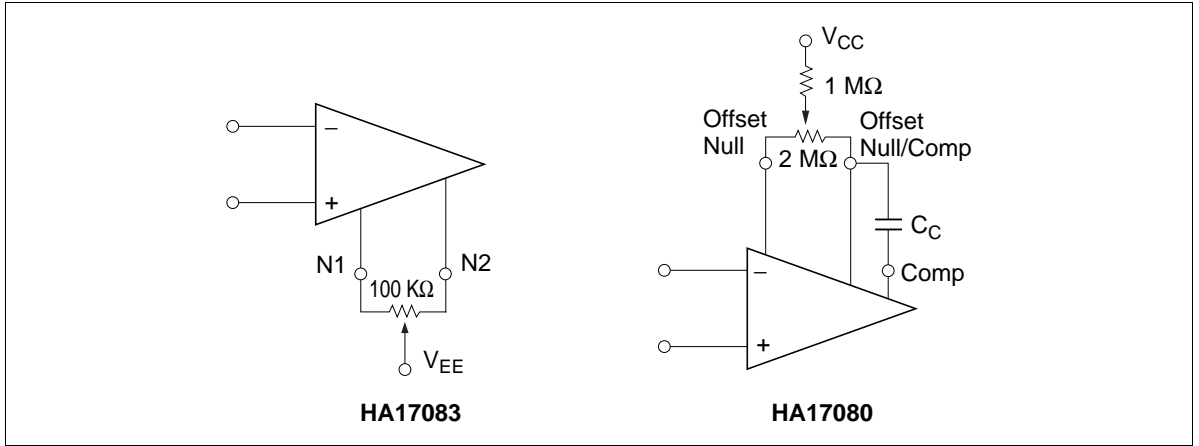 −
+
N1
N2
100 KΩ
V_EE
HA17083
V_CC
1 MΩ
Offset
Null
2 MΩ
Offset
Null/Comp
C_C
Comp
−
+
HA17080